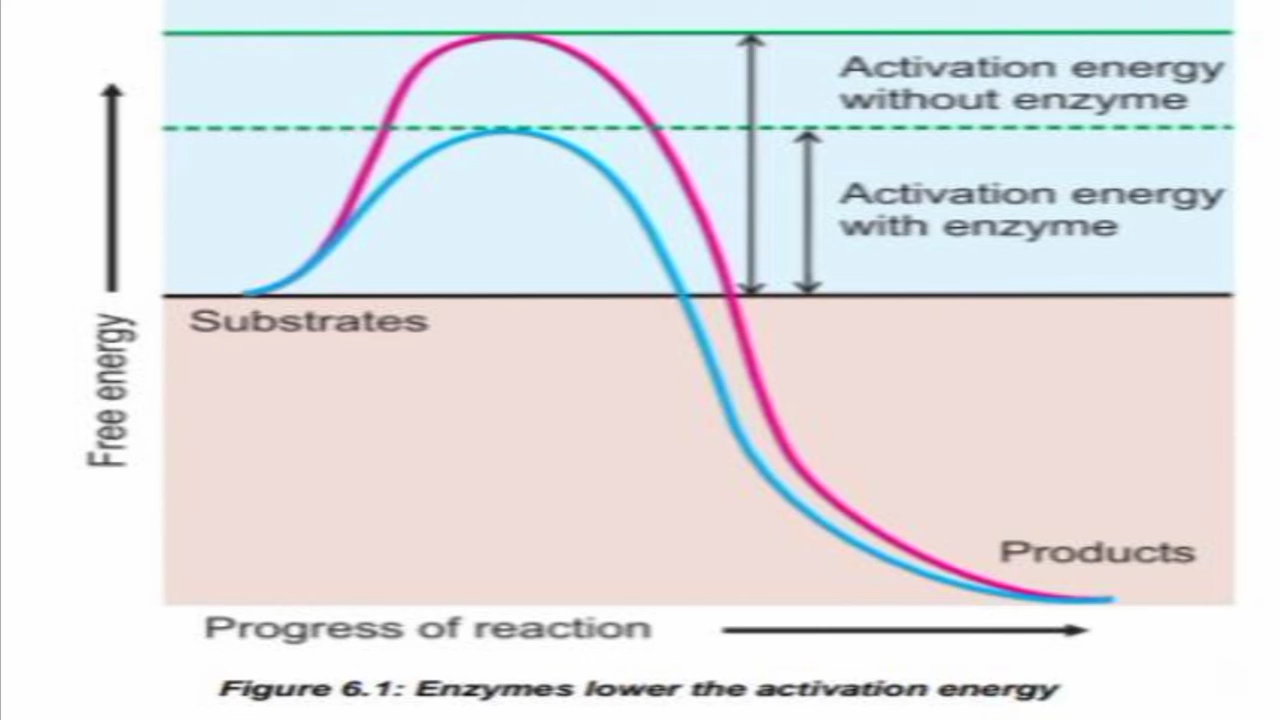 Activation energy
without enzyme
Activation energy
with enzyme
Free energy
Substrates
Products
Progress of reaction
Figure 6.1: Enzymes lower the activation energy